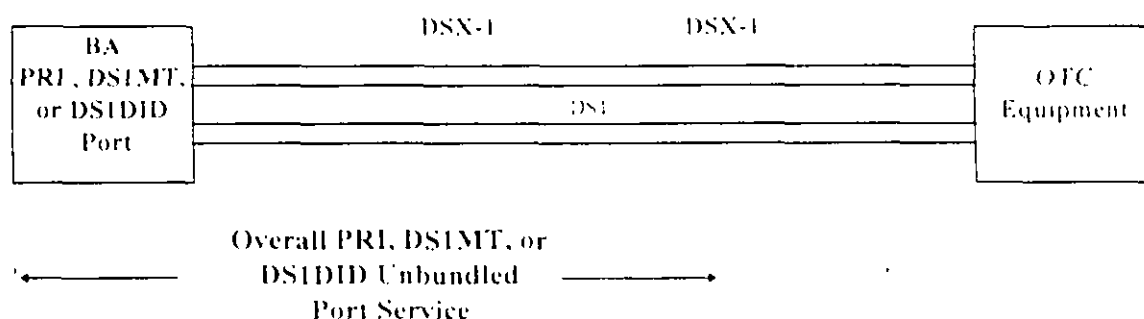 DSX-1 DSX-1
BA
PRI, DS1MT,
or DS1DID
Port
DS1
OTC
Equipment
Overall PRI, DS1MT, or
DS1DID Unbundled
Port Service